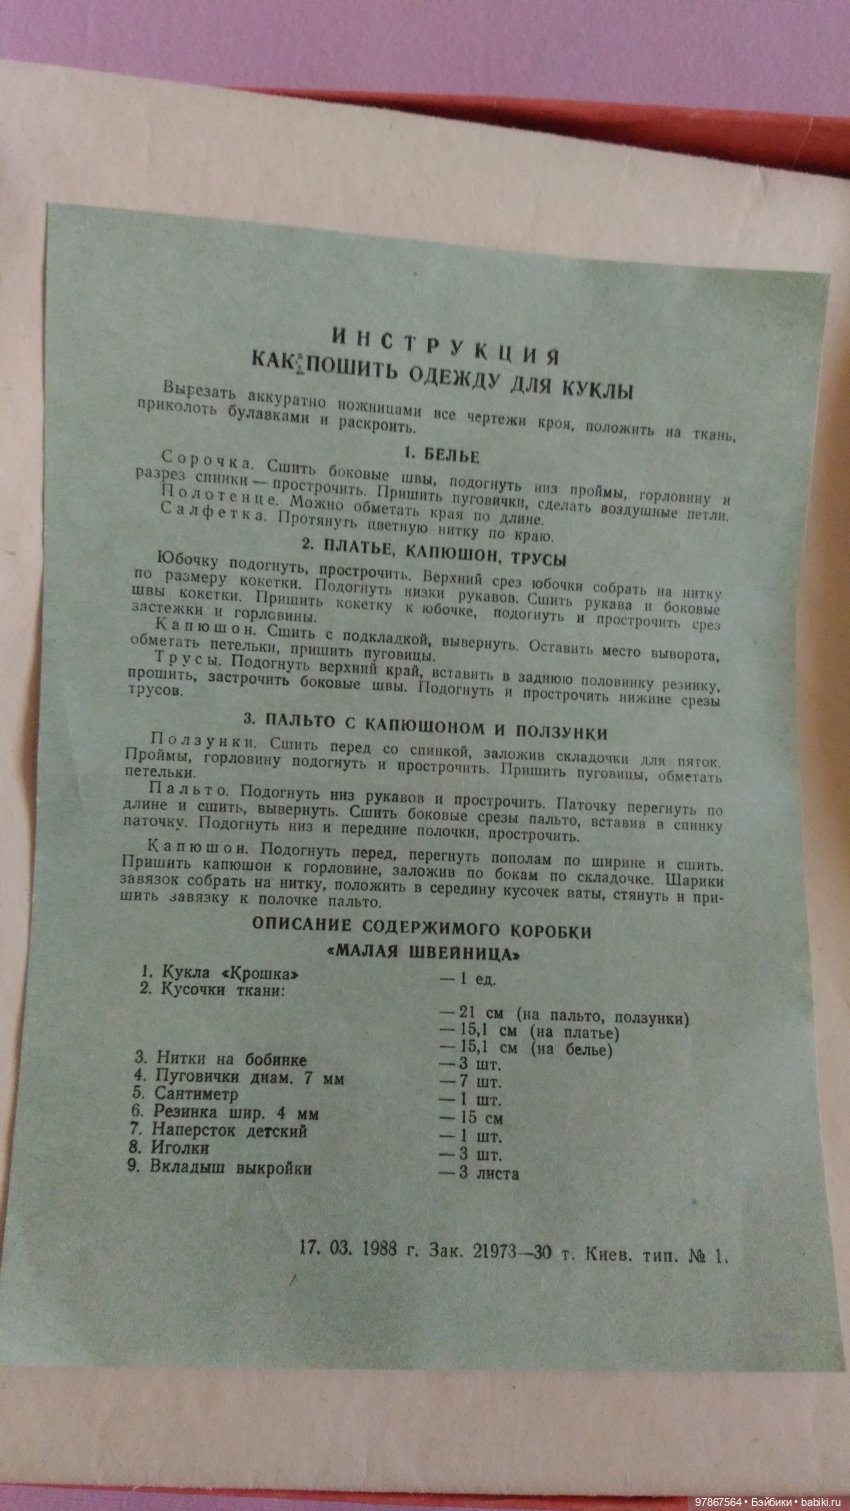 ИНСТРУКЦИЯ
КАК ПОШИТЬ ОДЕЖДУ ДЛЯ КУКЛЫ
Вырезать аккуратно ножницами все чертежи кроя, положить на ткань,
приколоть булавками и раскроить.
1. БЕЛЬЕ
Сорочка. Сшить боковые швы, подогнуть низ проймы, горловину и
разрез спинки — прострочить. Пришить пуговички, сделать воздушные петли.
Полотенце. Можно обметать края по длине.
Салфетка. Протянуть цветную нитку по краю.
2. ПЛАТЬЕ, КАПЮШОН, ТРУСЫ
Юбочку подогнуть, прострочить. Верхний срез юбочки собрать на нитку
по размеру кокетки. Подогнуть низки рукавов. Сшить рукава и боковые
швы кокетки. Пришить кокетку к юбочке, подогнуть и прострочить срез
застежки и горловины.
Капюшон. Сшить с подкладкой, вывернуть. Оставить место выворота,
обметать петельки, пришить пуговицы.
Трусы. Подогнуть верхний край, вставить в заднюю половинку резинку,
прошить, застрочить боковые швы. Подогнуть и прострочить нижние срезы
трусов.
3. ПАЛЬТО С КАПЮШОНОМ И ПОЛЗУНКИ
Ползунки. Сшить перед со спинкой, заложив складочки для пяток.
Проймы, горловину подогнуть и прострочить. Пришить пуговицы, обметать
петельки.
Пальто. Подогнуть низ рукавов и прострочить. Паточку перегнуть по
длине и сшить, вывернуть. Сшить боковые срезы пальто, вставив в спинку
паточку. Подогнуть низ и передние полочки, прострочить.
Капюшон. Подогнуть перед, перегнуть пополам по ширине и сшить.
Пришить капюшон к горловине, заложив по бокам по складочке. Шарики
завязок собрать на нитку, положить в середину кусочек ваты, стянуть и при-
шить завязку к полочке пальто.
ОПИСАНИЕ СОДЕРЖИМОГО КОРОБКИ
«МАЛАЯ ШВЕЙНИЦА»
1. Кукла «Крошка» — 1 ед.
2. Кусочки ткани:
— 21 см (на пальто, ползунки)
— 15,1 см (на платье)
— 15,1 см (на белье)
3. Нитки на бобинке — 3 шт.
4. Пуговички диам. 7 мм — 7 шт.
5. Сантиметр — 1 шт.
6. Резинка шир. 4 мм — 15 см
7. Наперсток детский — 1 шт.
8. Иголки — 3 шт.
9. Вкладыш выкройки — 3 листа
17. 03. 1988 г. Зак. 21973—30 т. Киев. тип. № 1.
97867564 • Бэйбики • babiki.ru